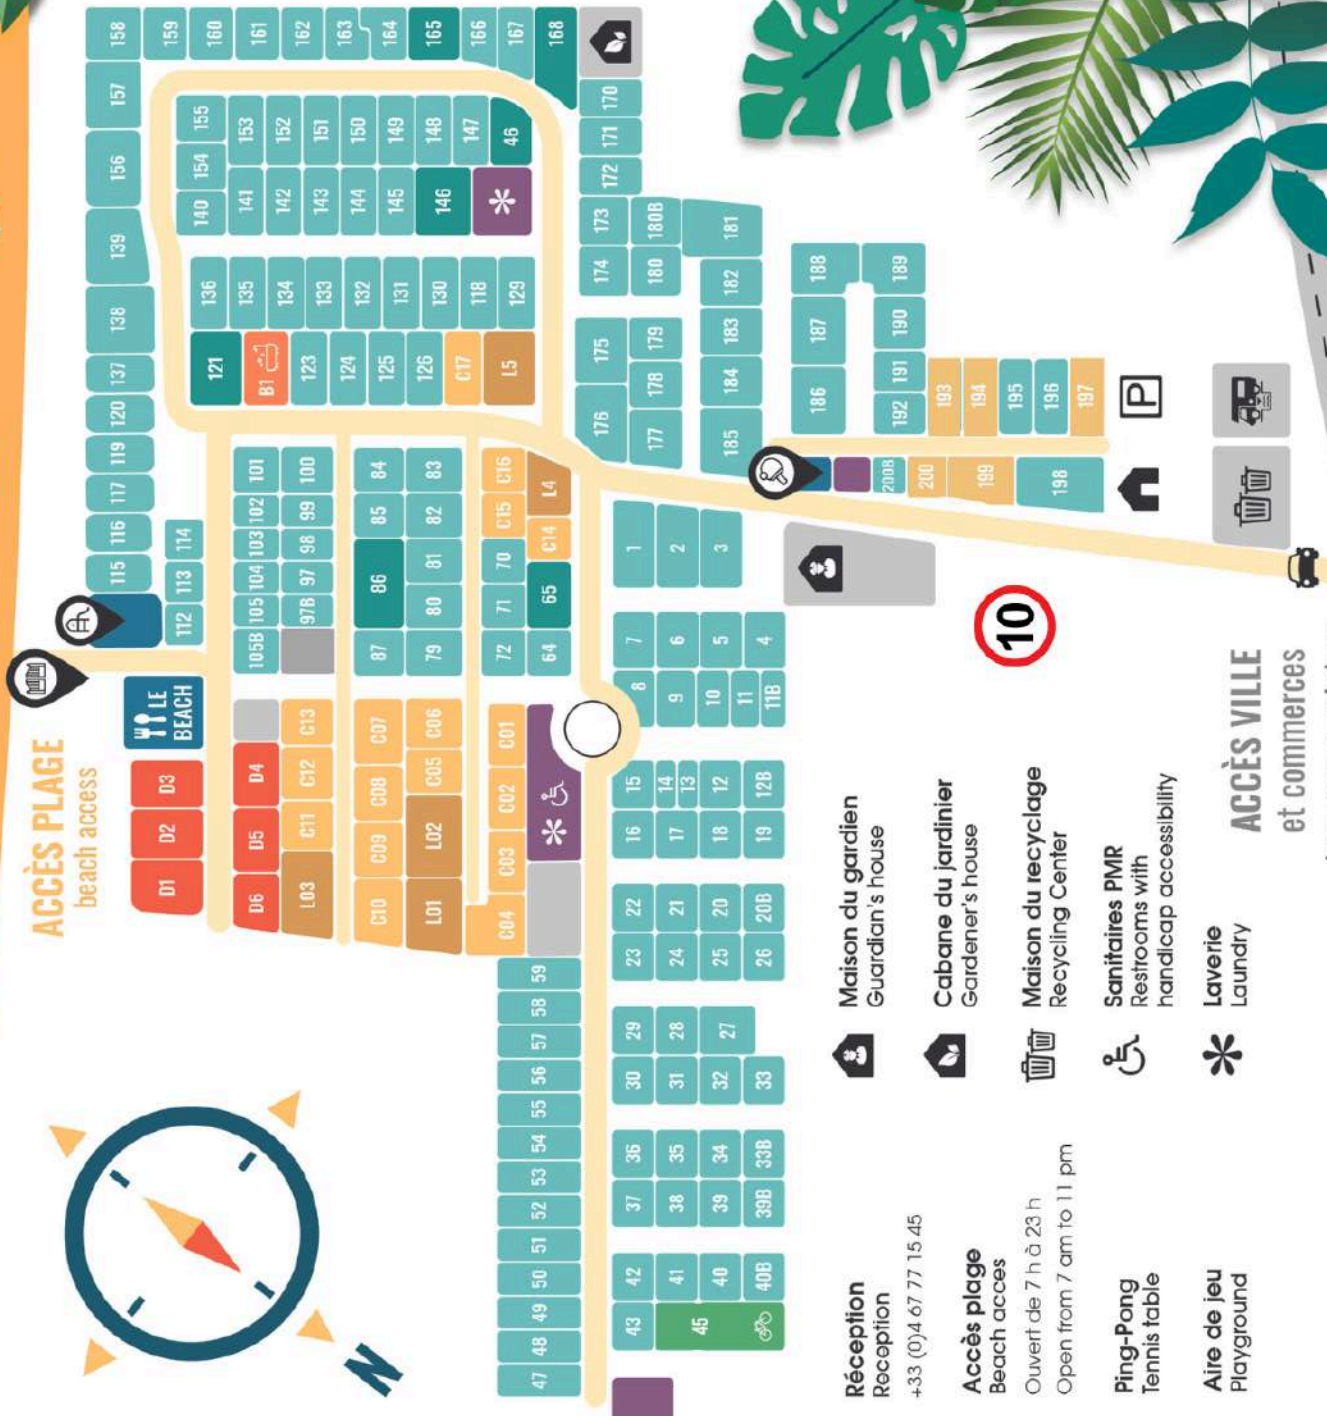 ACCÈS PLAGE
beach access
N
158
157
156
139
138
137
120
119
117
116
115
159
160
161
162
163
164
165
166
167
168
155
154
140
153
141
152
142
151
143
150
144
149
145
148
146
147
46
136
121
135
B1
134
123
133
124
132
125
131
126
130
C17
118
L5
129
114
113
112
LE
BEACH
D3
D2
D1
101
102
103
104
105
105B
100
99
98
97
97B
D4
D5
D6
C13
C12
C11
L03
84
85
86
87
83
82
81
80
79
C07
C08
C09
C10
C06
C05
L02
L01
C16
C15
70
71
72
L4
C14
65
64
C01
C02
C03
C04
59
58
57
56
55
54
53
52
51
50
49
48
47
170
171
172
173
174
180B
180
181
182
183
184
185
175
176
179
178
177
188
187
186
189
190
191
192
193
194
195
196
197
P
200B
200
199
198
1
2
3
7
6
5
4
8
9
10
11
11B
15
14
13
12
12B
16
17
18
19
22
21
20
20B
23
24
25
26
29
28
27
30
31
32
33
36
35
34
33B
37
38
39
39B
42
41
40
40B
43
45
10
ACCÈS VILLE
et commerces
Réception
Reception
+33 (0)4 67 77 15 45
Accès plage
Beach acces
Ouvert de 7 h à 23 h
Open from 7 am to 11 pm
Ping-Pong
Tennis table
Aire de jeu
Playground
Maison du gardien
Guardian's house
Cabane du jardinier
Gardener's house
Maison du recyclage
Recycling Center
Sanitaires PMR
Restrooms with
handicap accessibility
Laverie
Laundry